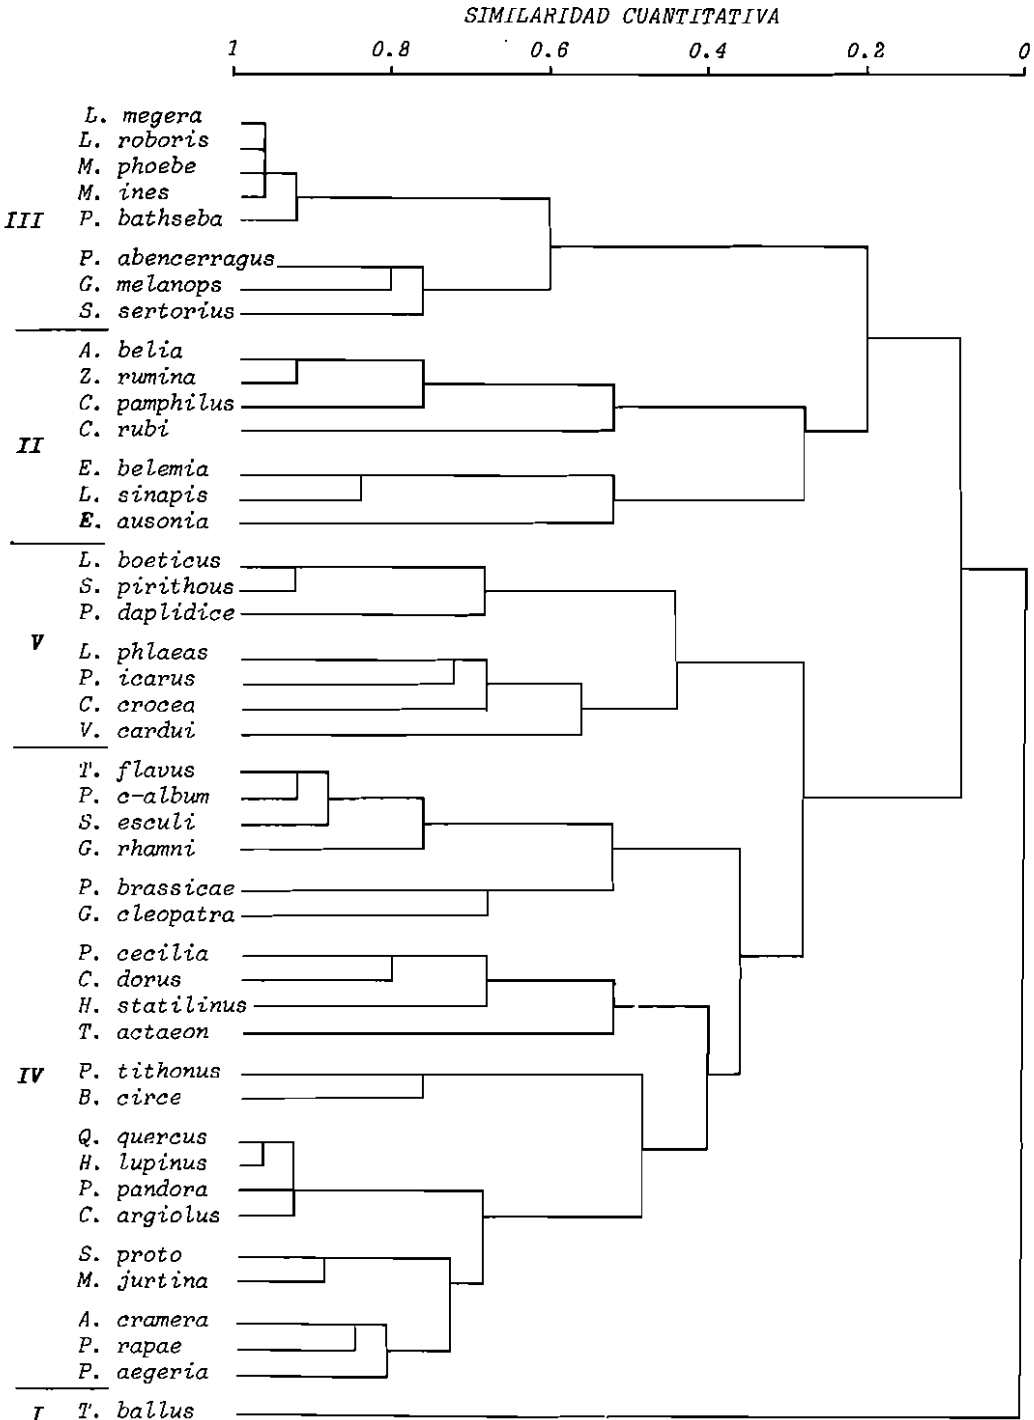 SIMILARIDAD CUANTITATIVA
1 0.8 0.6 0.4 0.2 0
L. megera
L. roboris
M. phoebe
M. ines
III P. bathseba
P. abencerragus
G. melanops
S. sertorius
A. belia
Z. rumina
C. pamphilus
C. rubi
II
E. belemia
L. sinapis
E. ausonia
L. boeticus
S. pirithous
P. daplidice
V
L. phlaeas
P. icarus
C. crocea
V. cardui
T. flavus
P. c-album
S. esculi
G. rhamni
P. brassicae
G. cleopatra
P. cecilia
C. dorus
H. statilinus
T. actaeon
IV P. tithonus
B. circe
Q. quercus
H. lupinus
P. pandora
C. argiolus
S. proto
M. jurtina
A. cramera
P. rapae
P. aegeria
I T. ballus